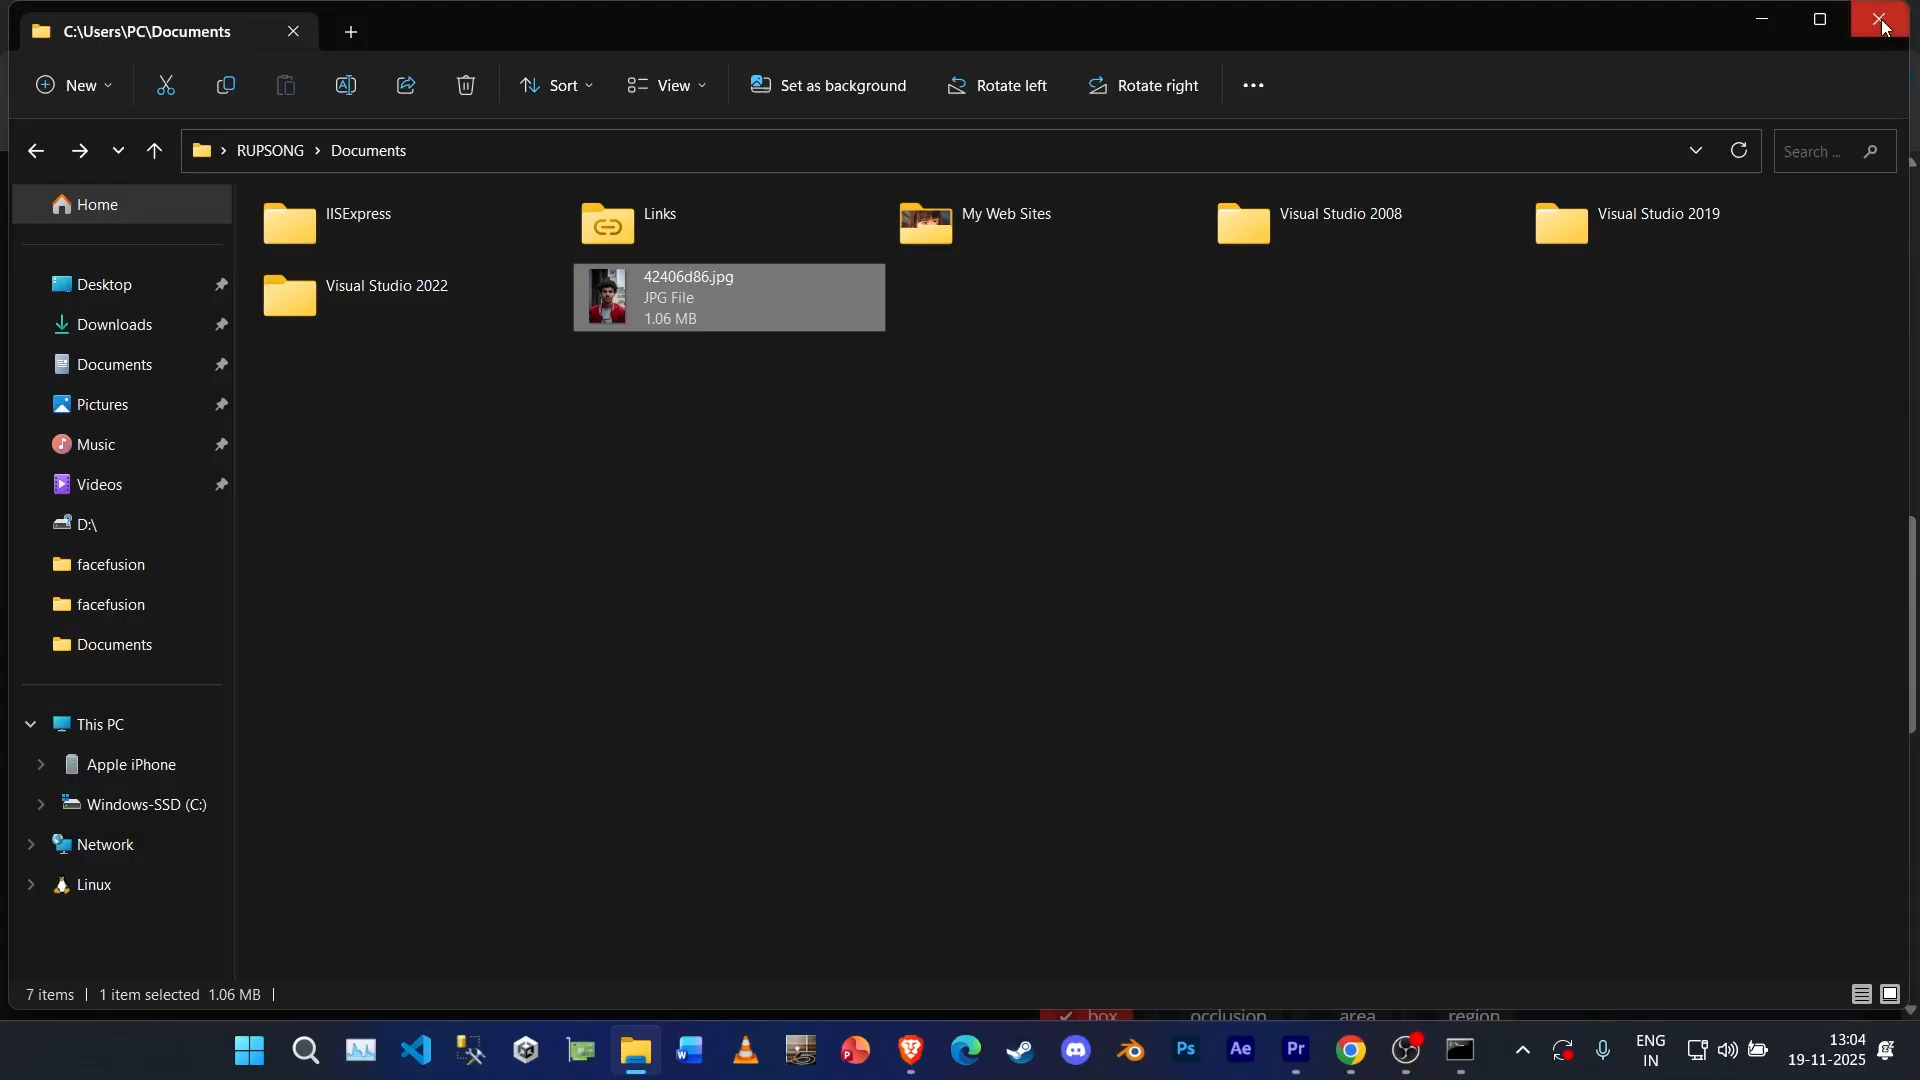 C:\Users\PC\Documents
New
Sort
View
Set as background
Rotate left
Rotate right
RUPSONG
Documents
Search ...
Home
Desktop
Downloads
Documents
Pictures
Music
Videos
D:\
facefusion
facefusion
Documents
This PC
Apple iPhone
Windows-SSD (C:)
Network
Linux
IISExpress
Links
My Web Sites
Visual Studio 2008
Visual Studio 2019
Visual Studio 2022
42406d86.jpg
JPG File
1.06 MB
7 items
1 item selected 1.06 MB
box
occlusion
area
region
W
P
Ps
Ae
Pr
ENG
IN
13:04
19-11-2025